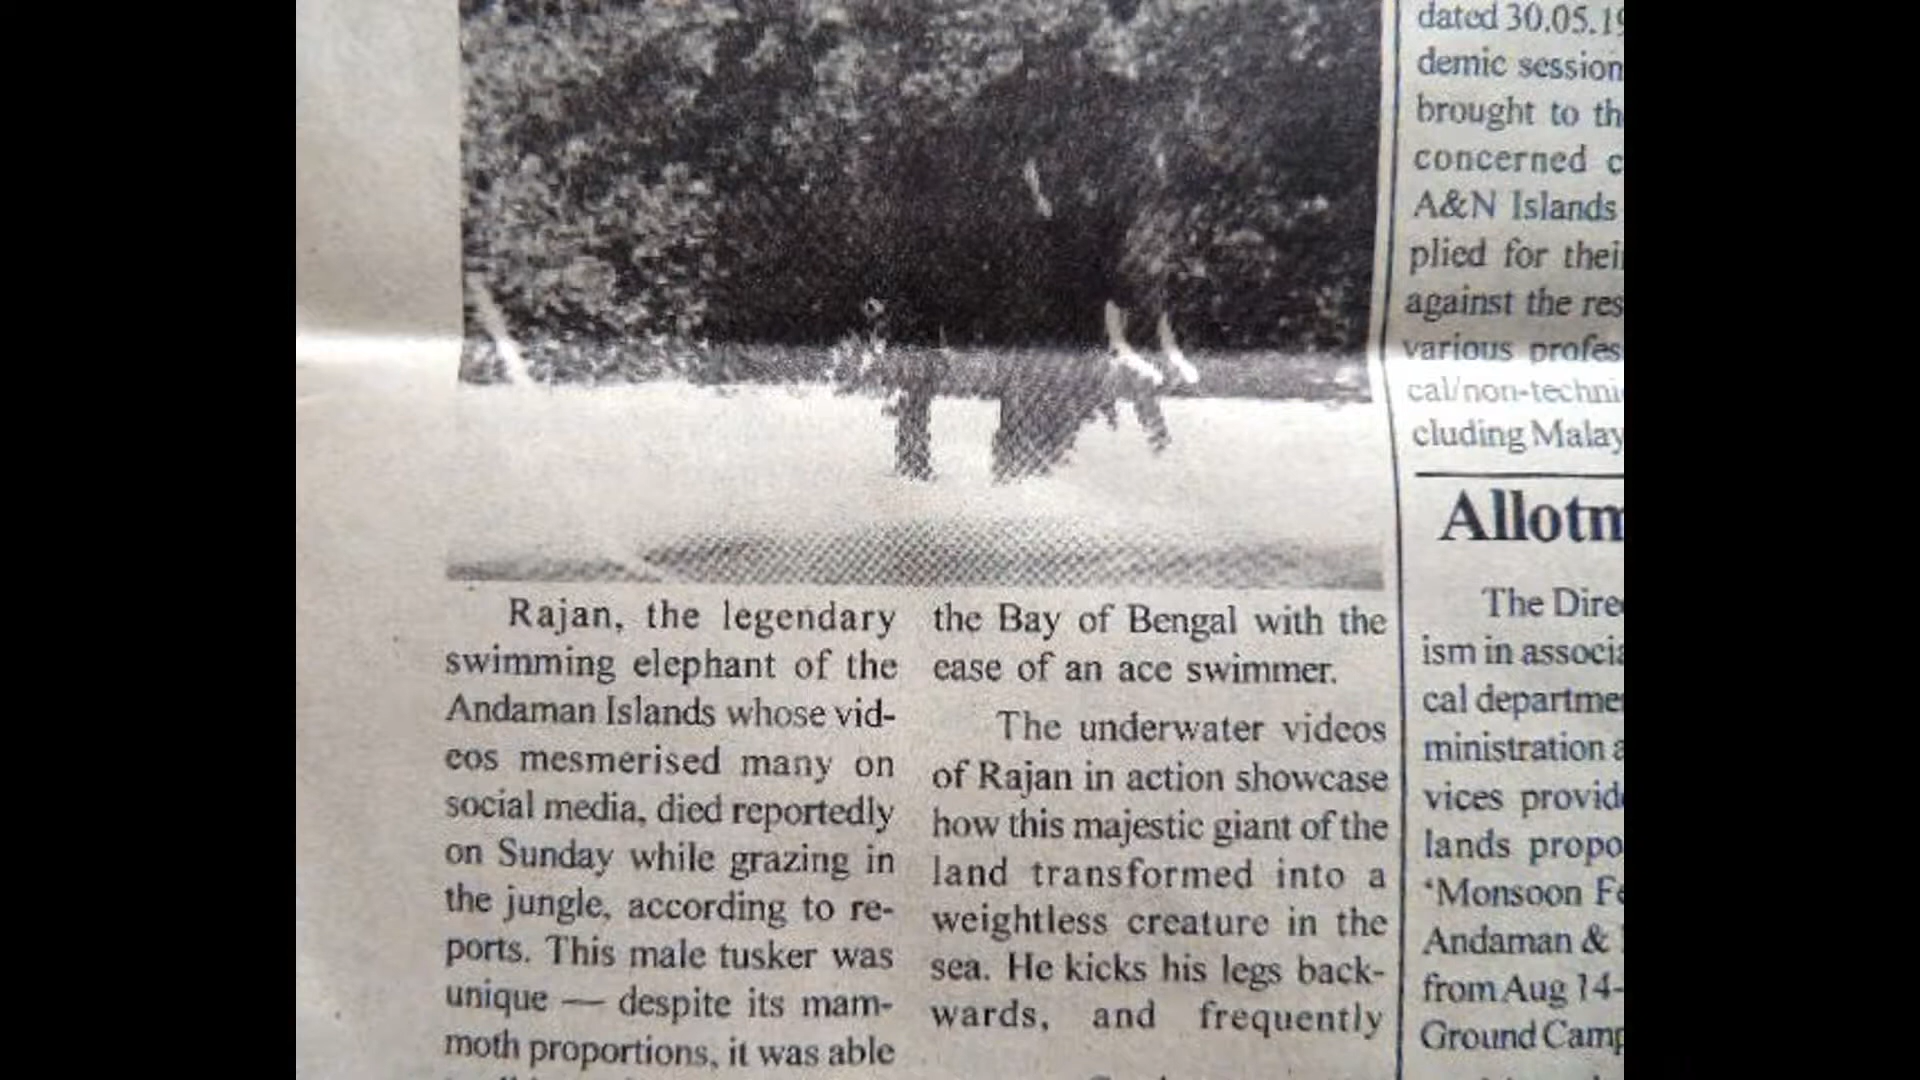 Rajan, the legendary
swimming elephant of the
Andaman Islands whose vid-
eos mesmerised many on
social media, died reportedly
on Sunday while grazing in
the jungle, according to re-
ports. This male tusker was
unique — despite its mam-
moth proportions, it was able
the Bay of Bengal with the
ease of an ace swimmer.
The underwater videos
of Rajan in action showcase
how this majestic giant of the
land transformed into a
weightless creature in the
sea. He kicks his legs back-
wards, and frequently
dated 30.05.19
demic session
brought to th
concerned c
A&N Islands
plied for thei
against the res
various profes
cal/non-techni
cluding Malay
Allotm
The Dire
ism in associa
cal departme
ministration a
vices provid
lands propo
‘Monsoon Fe
Andaman &
from Aug 14-
Ground Camp